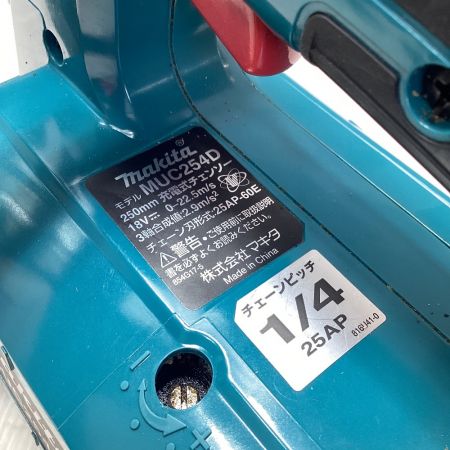 makita®
モデル MUC254D
250mm 充電式チェンソー
18V⎓ 0-22.5m/s
3軸合成値:2.9m/s²
チェーン刃形式:25AP-60E
⚠警告・ご使用前に取扱説明
書を必ずよくお読みください。
株式会社マキタ
Made in China
チェーンピッチ
1/4
25AP
- +